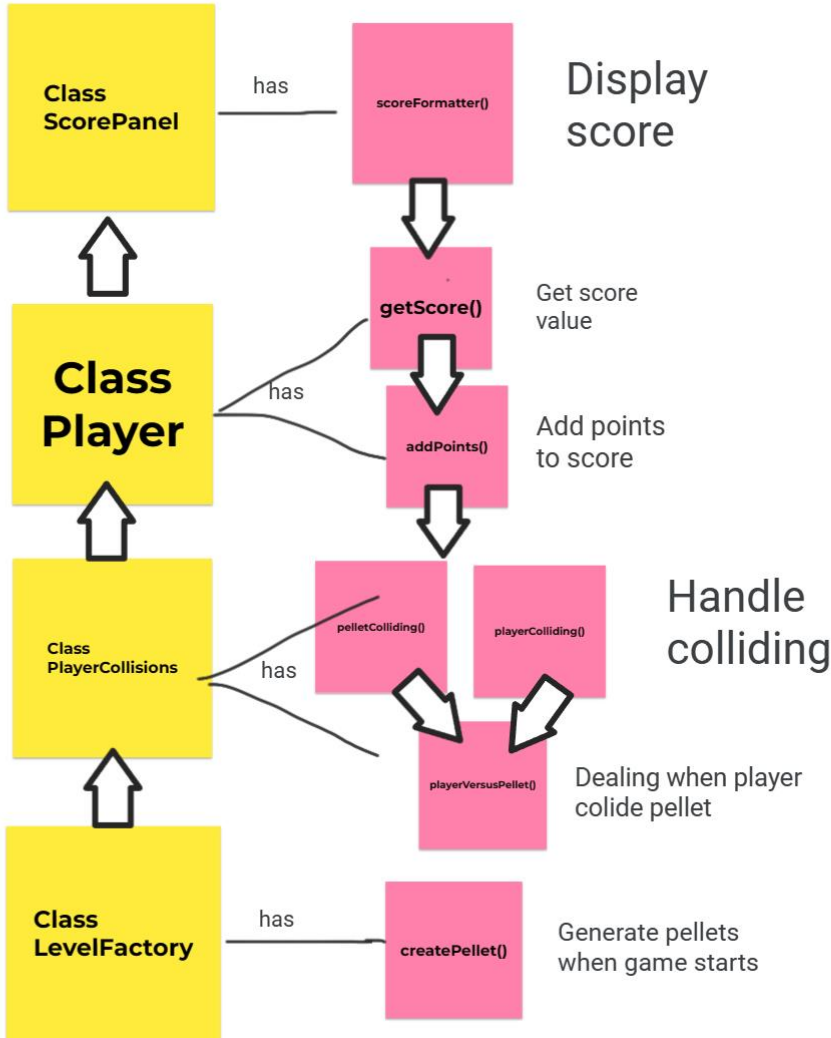 Class
ScorePanel
has
scoreFormatter()
Display
score
getScore()
Get score
value
Class
Player
has
addPoints()
Add points
to score
Class
PlayerCollisions
has
pelletColliding()
playerColliding()
Handle
colliding
playerVersusPellet()
Dealing when player
colide pellet
Class
LevelFactory
has
createPellet()
Generate pellets
when game starts